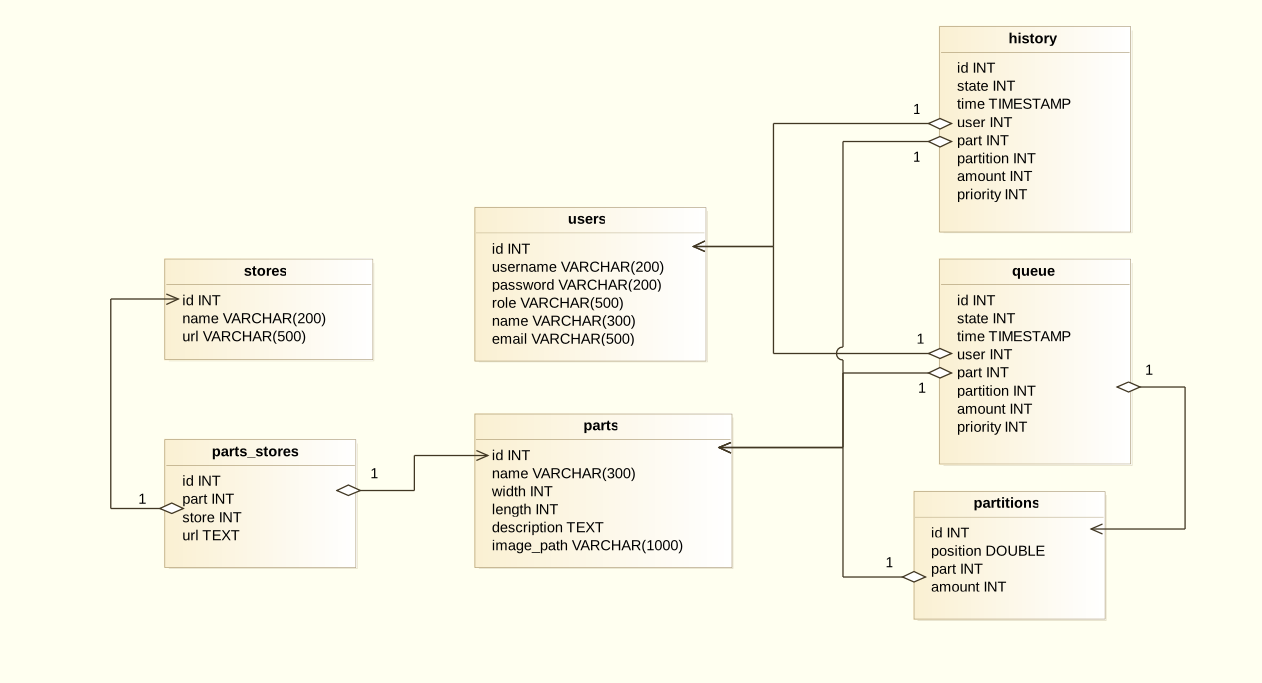 history
id INT
state INT
time TIMESTAMP
user INT
part INT
partition INT
amount INT
priority INT
1
1
users
id INT
username VARCHAR(200)
password VARCHAR(200)
role VARCHAR(500)
name VARCHAR(300)
email VARCHAR(500)
stores
id INT
name VARCHAR(200)
url VARCHAR(500)
queue
id INT
state INT
time TIMESTAMP
user INT
part INT
partition INT
amount INT
priority INT
1
1
1
parts
id INT
name VARCHAR(300)
width INT
length INT
description TEXT
image_path VARCHAR(1000)
parts_stores
id INT
part INT
store INT
url TEXT
1
1
partitions
id INT
position DOUBLE
part INT
amount INT
1